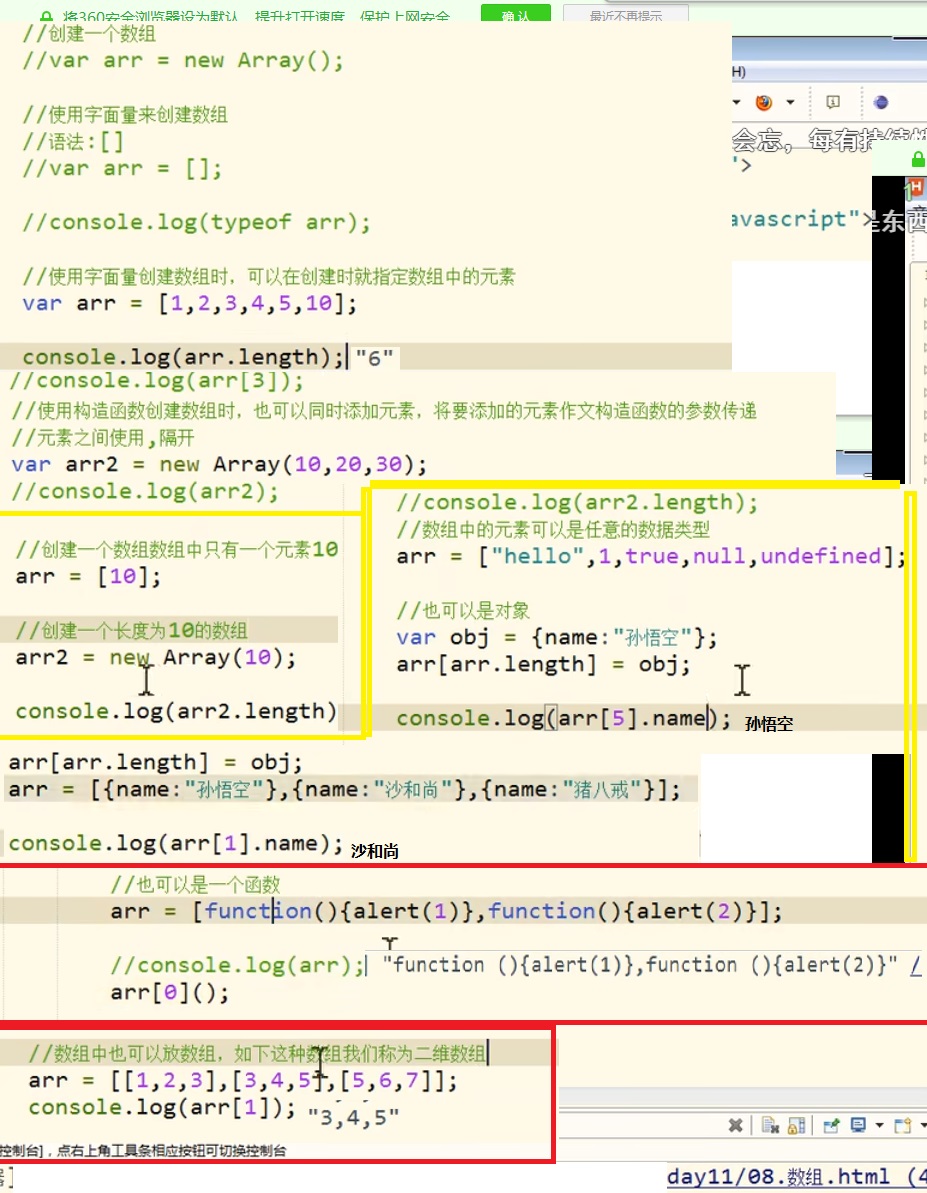 将360安全浏览器设为默认，提升打开速度，保护上网安全
确认
最近不再提示
//创建一个数组
//var arr = new Array();
//使用字面量来创建数组
//语法:[]
//var arr = [];
//console.log(typeof arr);
//使用字面量创建数组时，可以在创建时就指定数组中的元素
var arr = [1,2,3,4,5,10];
console.log(arr.length); "6"
H)
会忘，每有持续性
">
avascript">
是东西
//console.log(arr[3]);
//使用构造函数创建数组时，也可以同时添加元素，将要添加的元素作文构造函数的参数传递
//元素之间使用,隔开
var arr2 = new Array(10,20,30);
//console.log(arr2);
//创建一个数组数组中只有一个元素10
arr = [10];
//创建一个长度为10的数组
arr2 = new Array(10);
console.log(arr2.length)
//console.log(arr2.length);
//数组中的元素可以是任意的数据类型
arr = ["hello",1,true,null,undefined];
//也可以是对象
var obj = {name:"孙悟空"};
arr[arr.length] = obj;
console.log(arr[5].name); 孙悟空
arr[arr.length] = obj;
arr = [{name:"孙悟空"},{name:"沙和尚"},{name:"猪八戒"}];
console.log(arr[1].name); 沙和尚
//也可以是一个函数
arr = [function(){alert(1)},function(){alert(2)}];
//console.log(arr); "function (){alert(1)},function (){alert(2)}" /
arr[0]();
//数组中也可以放数组，如下这种数组我们称为二维数组
arr = [[1,2,3],[3,4,5],[5,6,7]];
console.log(arr[1]); "3,4,5"
控制台]，点右上角工具条相应按钮可切换控制台
器]
day11/08.数组.html (4